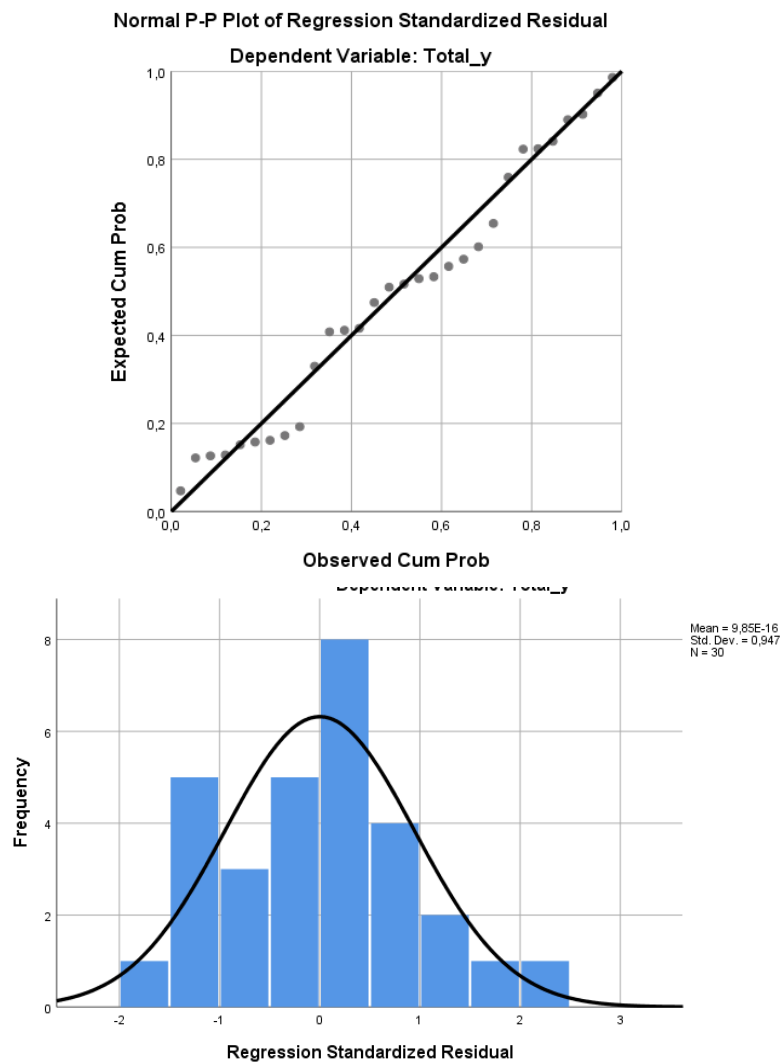 Normal P-P Plot of Regression Standardized Residual
Dependent Variable: Total_y
Expected Cum Prob
1,0
0,8
0,6
0,4
0,2
0,0
0,0 0,2 0,4 0,6 0,8 1,0
Observed Cum Prob
Dependent Variable: Total_y
Mean = 9,85E-16
Std. Dev. = 0,947
N = 30
Frequency
8
6
4
2
0
-2 -1 0 1 2 3
Regression Standardized Residual